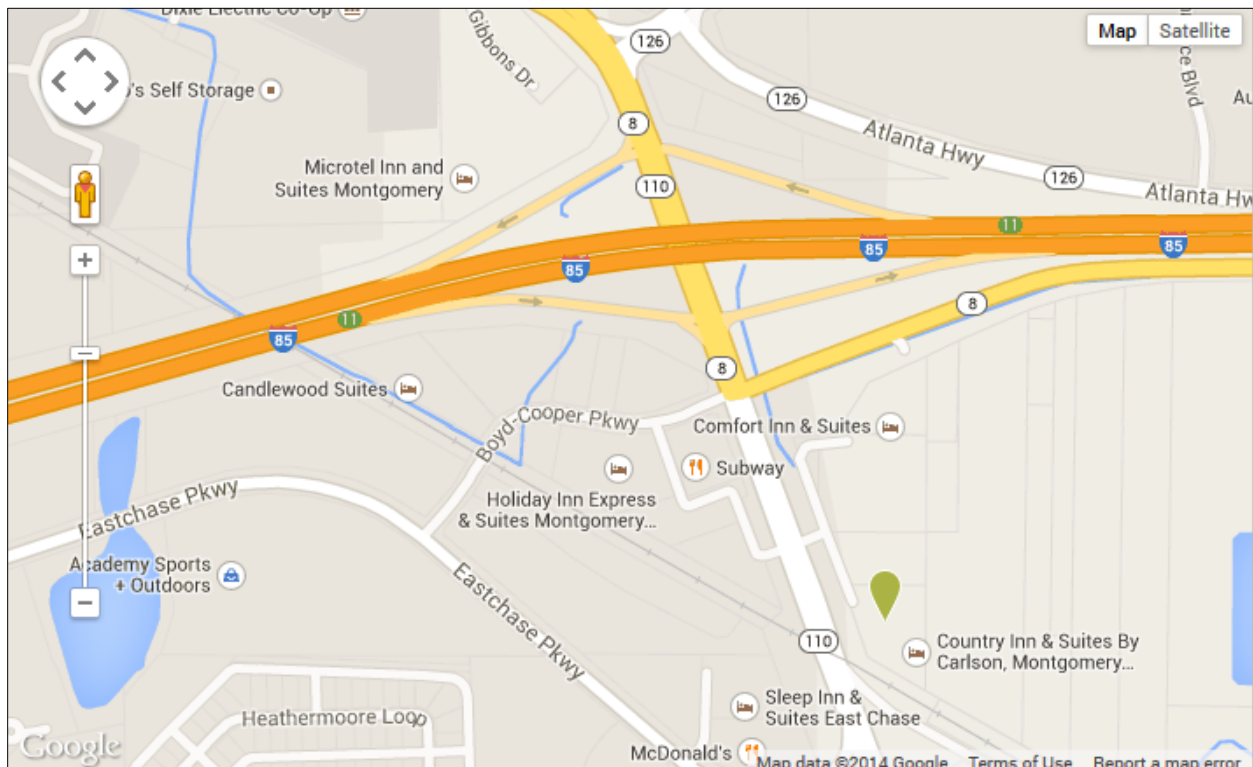 Dixie Electric Co-Op
Gibbons Dr
126
Map
Satellite
's Self Storage
126
8
Atlanta Hwy
Microtel Inn and
Suites Montgomery
110
126
Atlanta Hw
11
85
85
85
8
11
85
8
Candlewood Suites
Boyd-Cooper Pkwy
Comfort Inn & Suites
Subway
Holiday Inn Express
& Suites Montgomery...
Eastchase Pkwy
Academy Sports
+ Outdoors
Eastchase Pkwy
110
Country Inn & Suites By
Carlson, Montgomery...
Sleep Inn &
Suites East Chase
Heathermoore Loop
Google
McDonald's
Map data ©2014 Google
Terms of Use
Report a map error